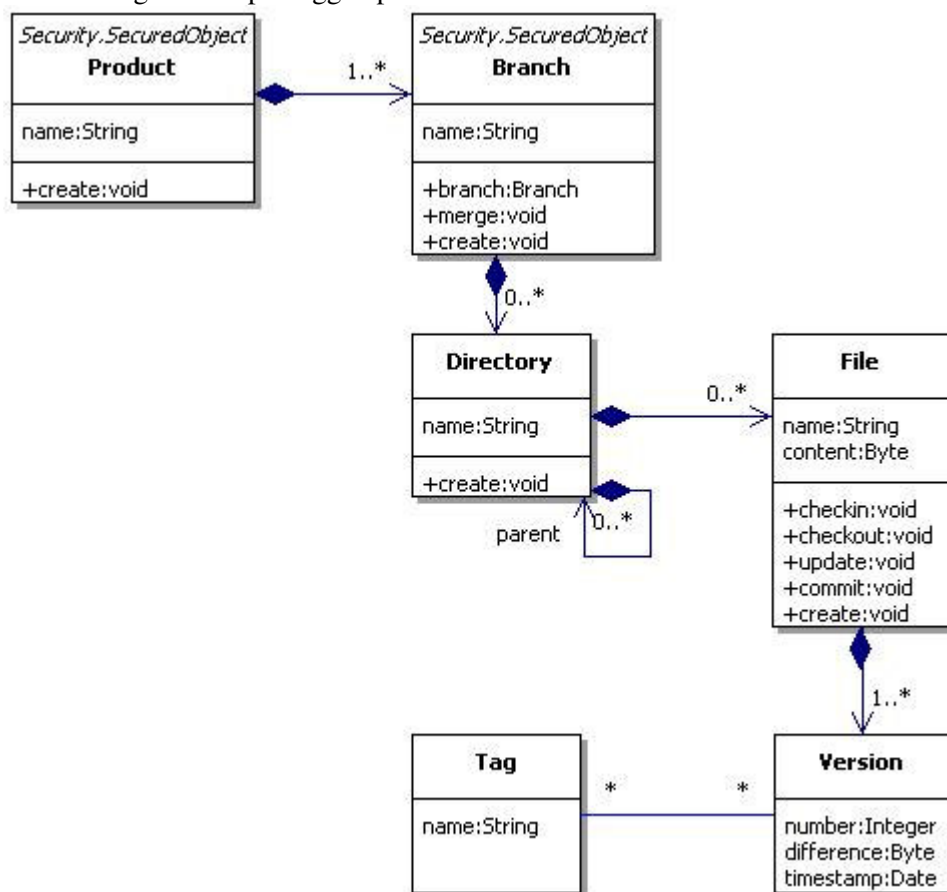 Security.SecuredObject
Product
name:String
+create:void
1..*
Security.SecuredObject
Branch
name:String
+branch:Branch
+merge:void
+create:void
0..*
Directory
name:String
+create:void
0..*
parent
0..*
File
name:String
content:Byte
+checkin:void
+checkout:void
+update:void
+commit:void
+create:void
1..*
Tag
name:String
*
*
Version
number:Integer
difference:Byte
timestamp:Date